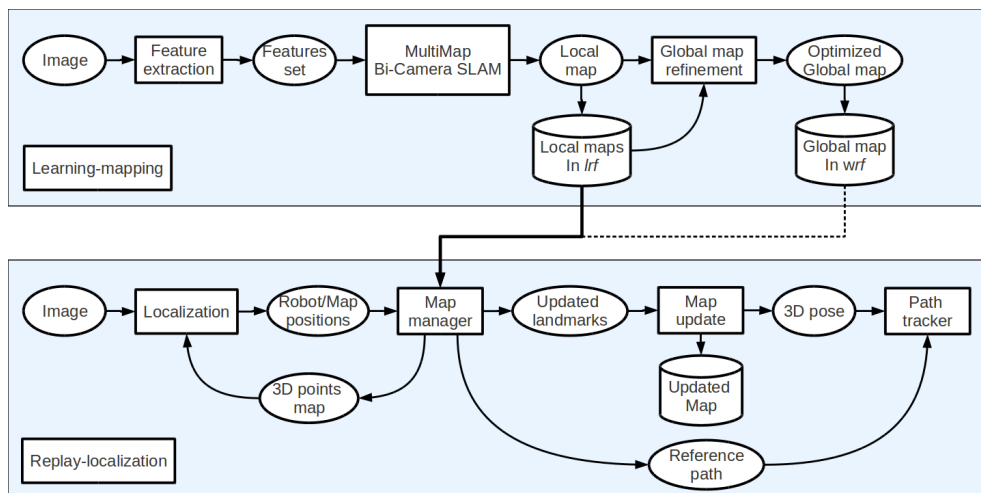 Image
Feature
extraction
Features
set
MultiMap
Bi-Camera SLAM
Local
map
Global map
refinement
Optimized
Global map
Local maps
In lrf
Global map
In wrf
Learning-mapping
Image
Localization
Robot/Map
positions
Map
manager
Updated
landmarks
Map
update
3D pose
Path
tracker
3D points
map
Updated
Map
Reference
path
Replay-localization